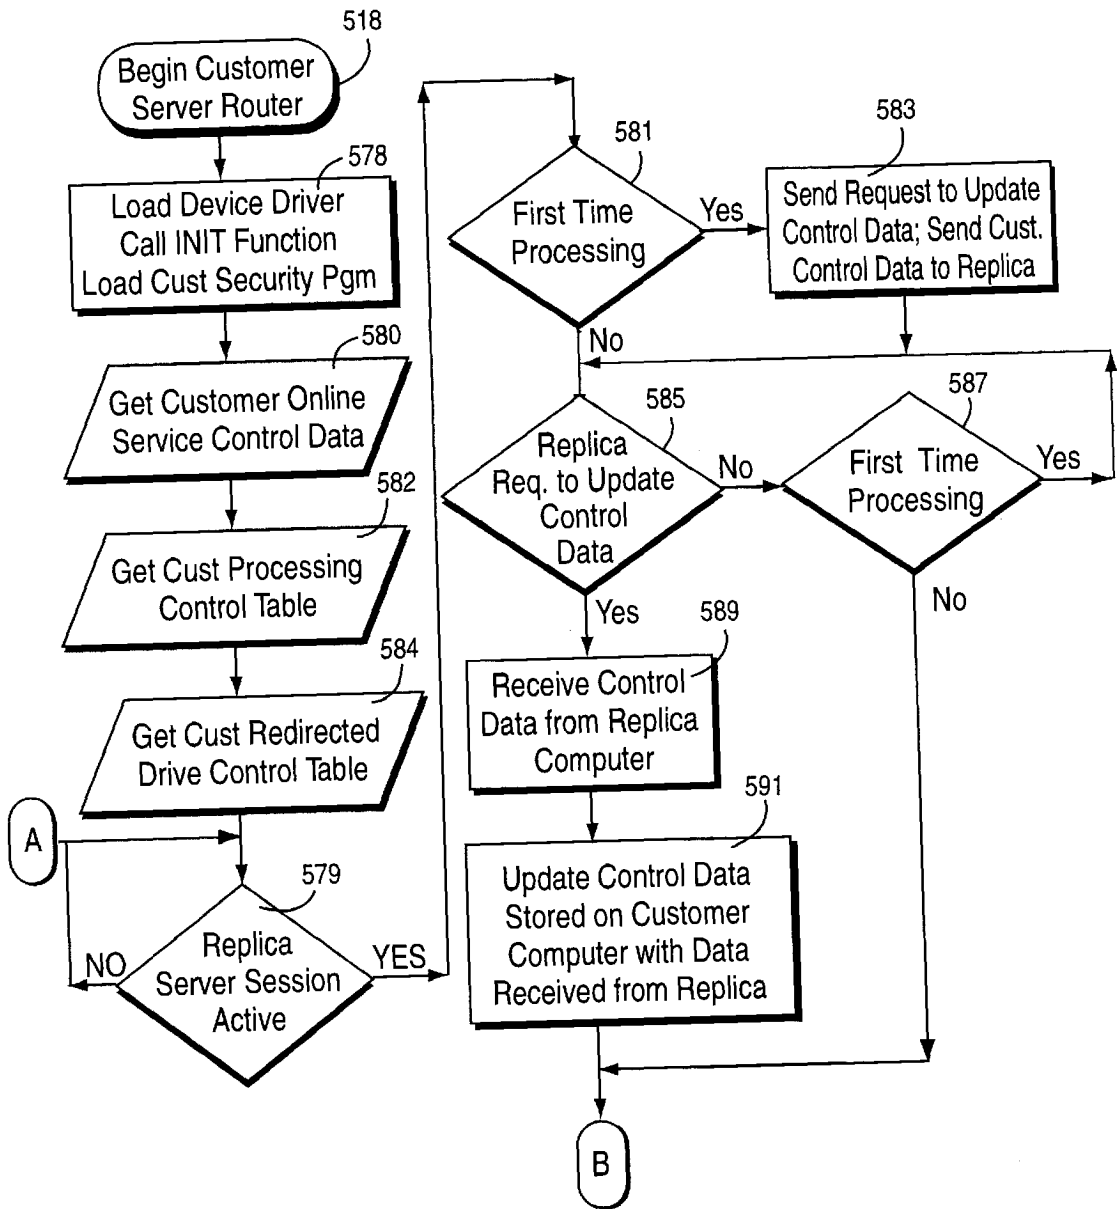 518
Begin Customer
Server Router
578
Load Device Driver
Call INIT Function
Load Cust Security Pgm
580
Get Customer Online
Service Control Data
582
Get Cust Processing
Control Table
584
Get Cust Redirected
Drive Control Table
A
579
Replica
Server Session
Active
NO
YES
581
First Time
Processing
Yes
No
583
Send Request to Update
Control Data; Send Cust.
Control Data to Replica
585
Replica
Req. to Update
Control
Data
No
Yes
587
First Time
Processing
Yes
No
589
Receive Control
Data from Replica
Computer
591
Update Control Data
Stored on Customer
Computer with Data
Received from Replica
B